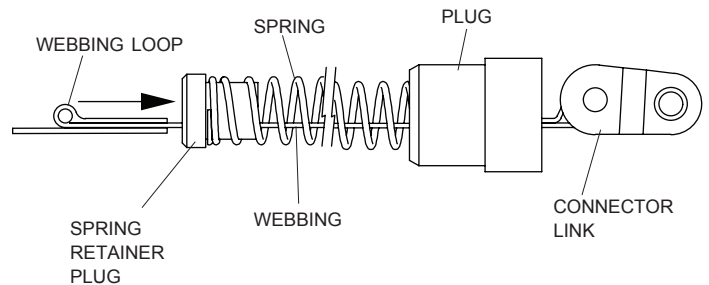 WEBBING LOOP
SPRING
PLUG
SPRING
RETAINER
PLUG
WEBBING
CONNECTOR
LINK